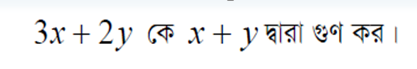 3x + 2y কে x + y দ্বারা গুণ কর।